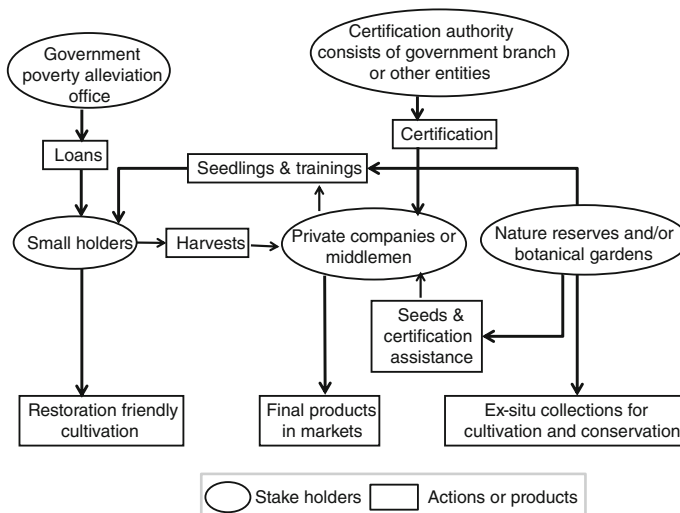 Government
poverty alleviation
office
Certification authority
consists of government branch
or other entities
Loans
Certification
Seedlings & trainings
Small holders
Harvests
Private companies or
middlemen
Nature reserves and/or
botanical gardens
Seeds &
certification
assistance
Restoration friendly
cultivation
Final products
in markets
Ex-situ collections for
cultivation and conservation
Stake holders
Actions or products